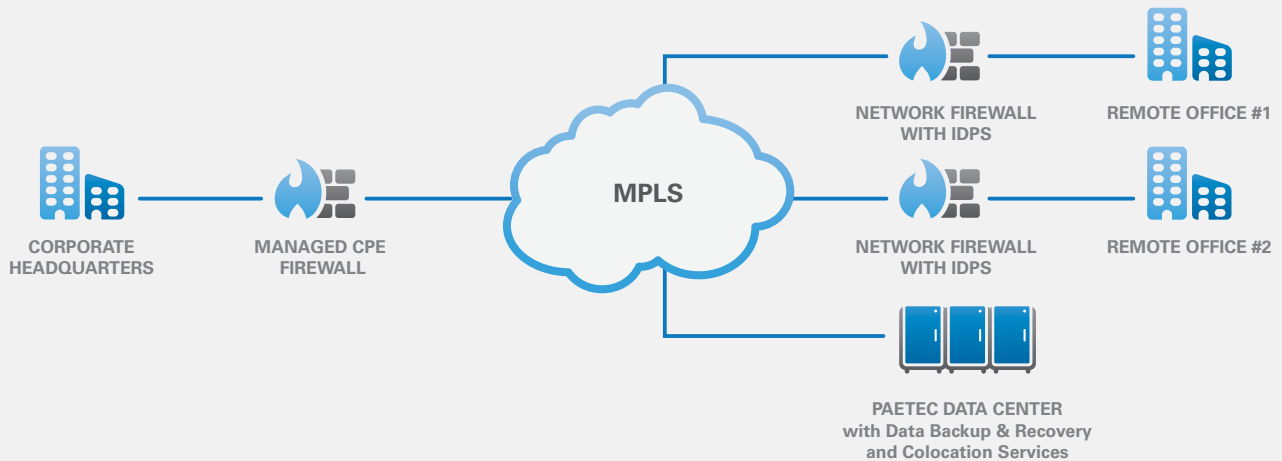 NETWORK FIREWALL
WITH IDPS
REMOTE OFFICE #1
MPLS
CORPORATE
HEADQUARTERS
MANAGED CPE
FIREWALL
NETWORK FIREWALL
WITH IDPS
REMOTE OFFICE #2
PAETEC DATA CENTER
with Data Backup & Recovery
and Colocation Services